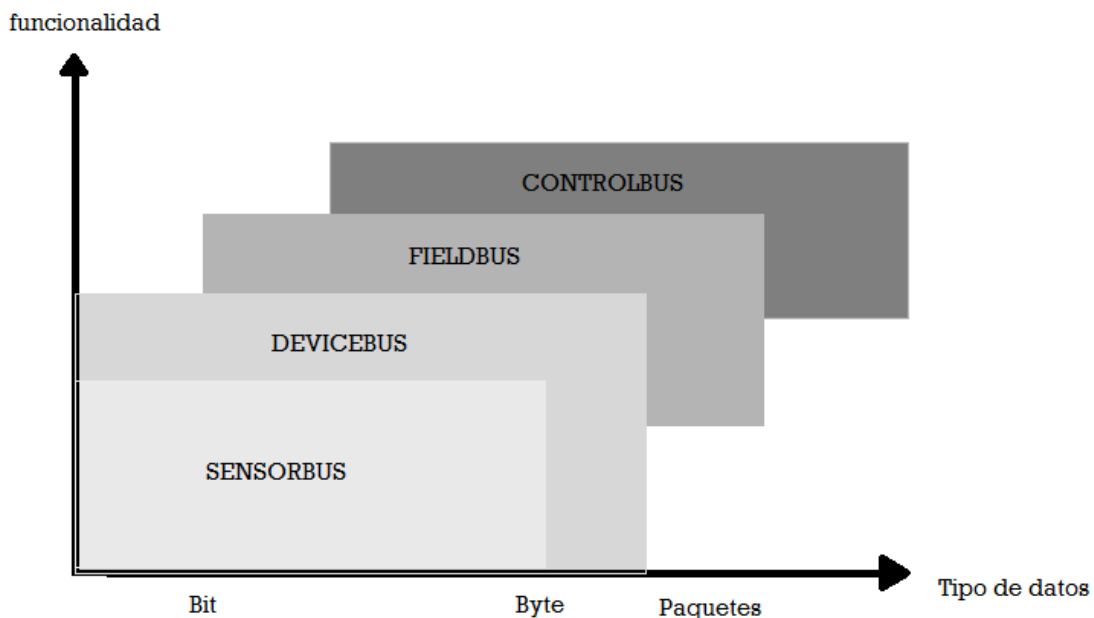 funcionalidad
CONTROLBUS
FIELDBUS
DEVICEBUS
SENSORBUS
Bit
Byte
Paquetes
Tipo de datos